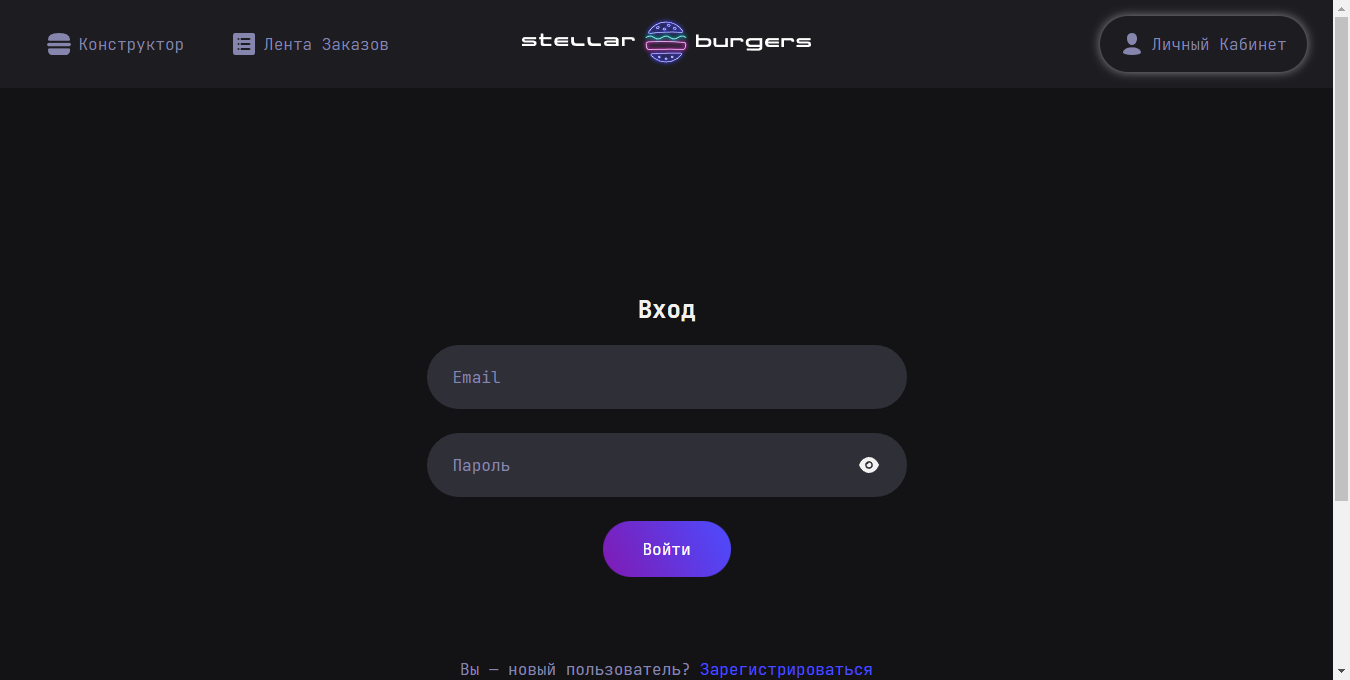 Конструктор
Лента Заказов
stellar burgers
Личный Кабинет
Вход
Email
Пароль
Войти
Вы — новый пользователь? Зарегистрироваться